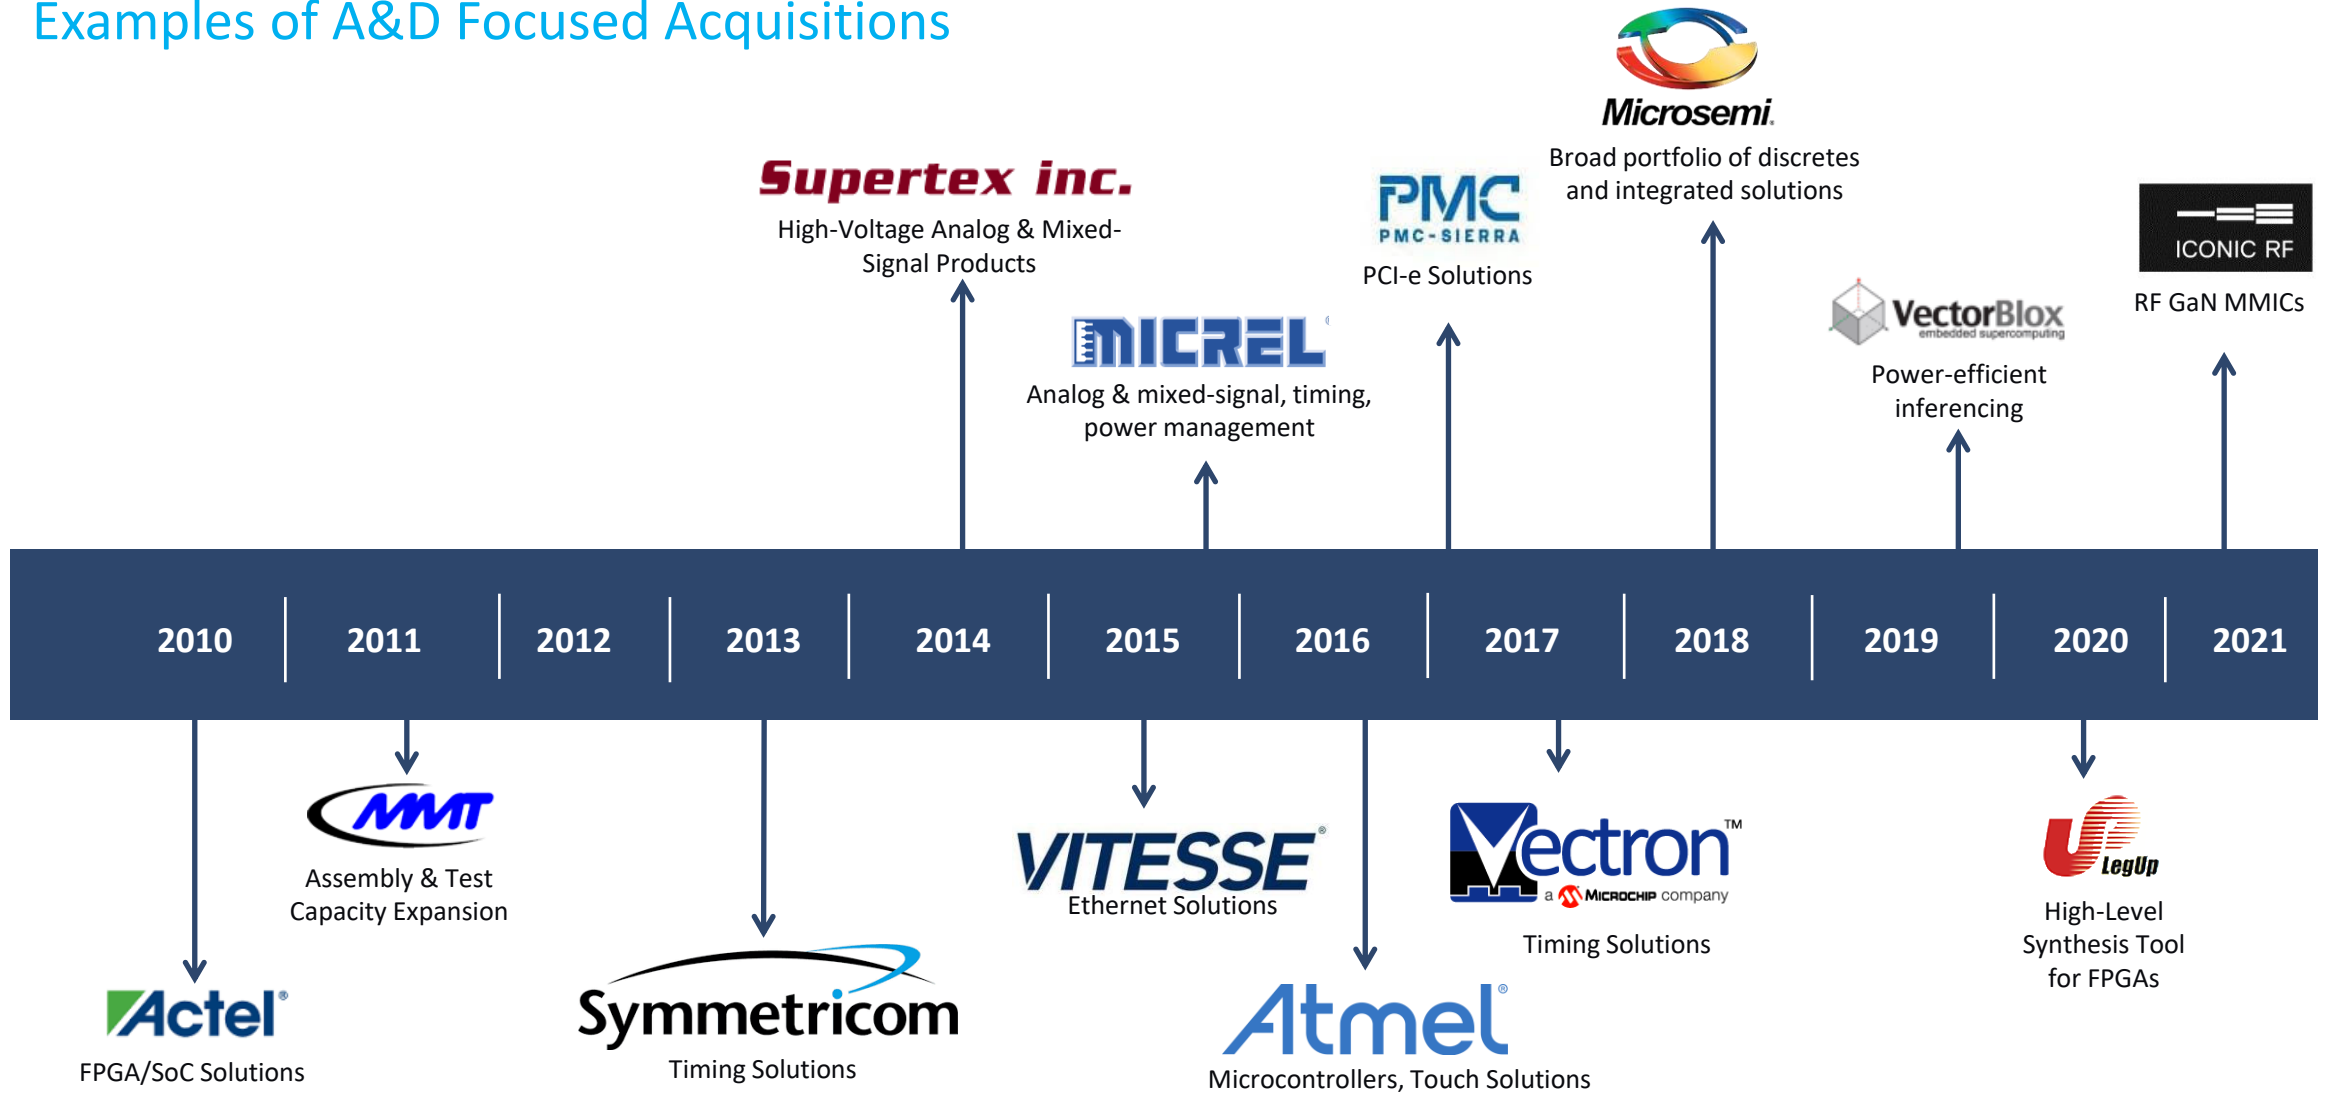 Examples of A&D Focused Acquisitions
Microsemi.
Broad portfolio of discretes
and integrated solutions
Supertex inc.
High-Voltage Analog & Mixed-
Signal Products
PMC
PMC-SIERRA
PCI-e Solutions
ICONIC RF
RF GaN MMICs
MICREL®
Analog & mixed-signal, timing,
power management
VectorBlox
embedded supercomputing
Power-efficient
inferencing
2010
2011
2012
2013
2014
2015
2016
2017
2018
2019
2020
2021
MMT
Assembly & Test
Capacity Expansion
VITESSE®
Ethernet Solutions
Vectron™
a MICROCHIP company
Timing Solutions
LegUp
High-Level
Synthesis Tool
for FPGAs
Actel®
FPGA/SoC Solutions
Symmetricom
Timing Solutions
Atmel®
Microcontrollers, Touch Solutions